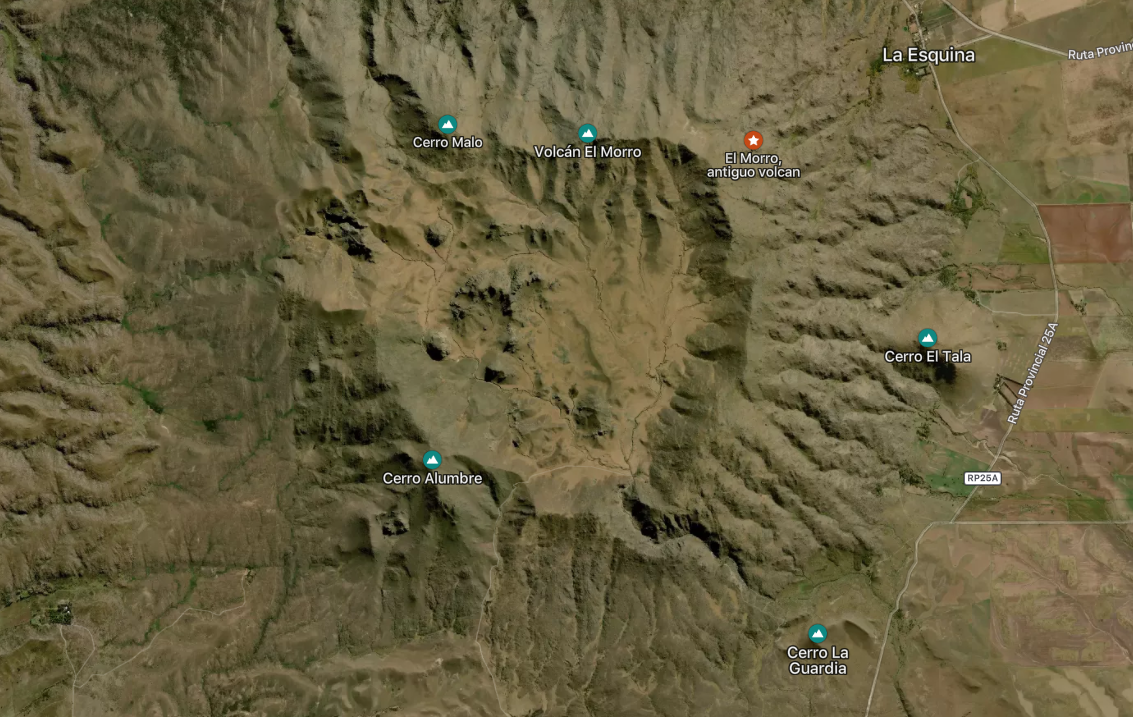 La Esquina
Ruta Provin
Cerro Malo
Volcán El Morro
El Morro,
antiguo volcan
Cerro El Tala
Ruta Provincial 25A
Cerro Alumbre
RP25A
Cerro La
Guardia